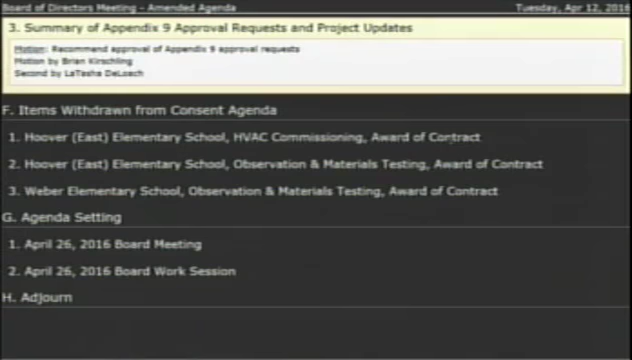 Board of Directors Meeting - Amended Agenda
Tuesday, Apr 12, 2016
3. Summary of Appendix 9 Approval Requests and Project Updates
Motion: Recommend approval of Appendix 9 approval requests
Motion by Brian Kirschling
Second by LaTasha DeLoach
F. Items Withdrawn from Consent Agenda
1. Hoover (East) Elementary School, HVAC Commissioning, Award of Contract
2. Hoover (East) Elementary School, Observation & Materials Testing, Award of Contract
3. Weber Elementary School, Observation & Materials Testing, Award of Contract
G. Agenda Setting
1. April 26, 2016 Board Meeting
2. April 26, 2016 Board Work Session
H. Adjourn